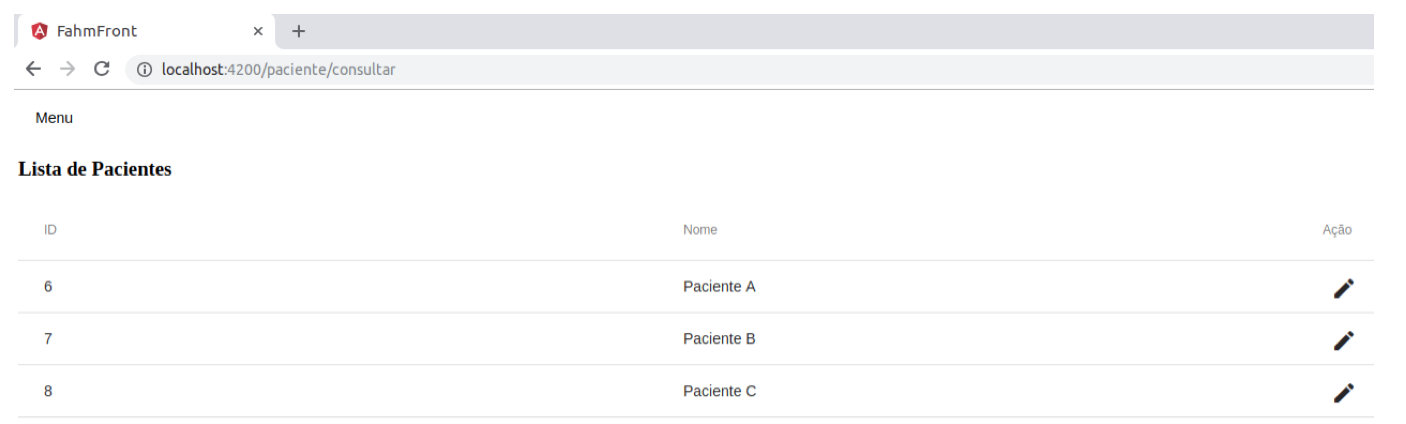 FahmFront
localhost:4200/paciente/consultar
Menu
Lista de Pacientes
ID Nome Ação
6 Paciente A
7 Paciente B
8 Paciente C